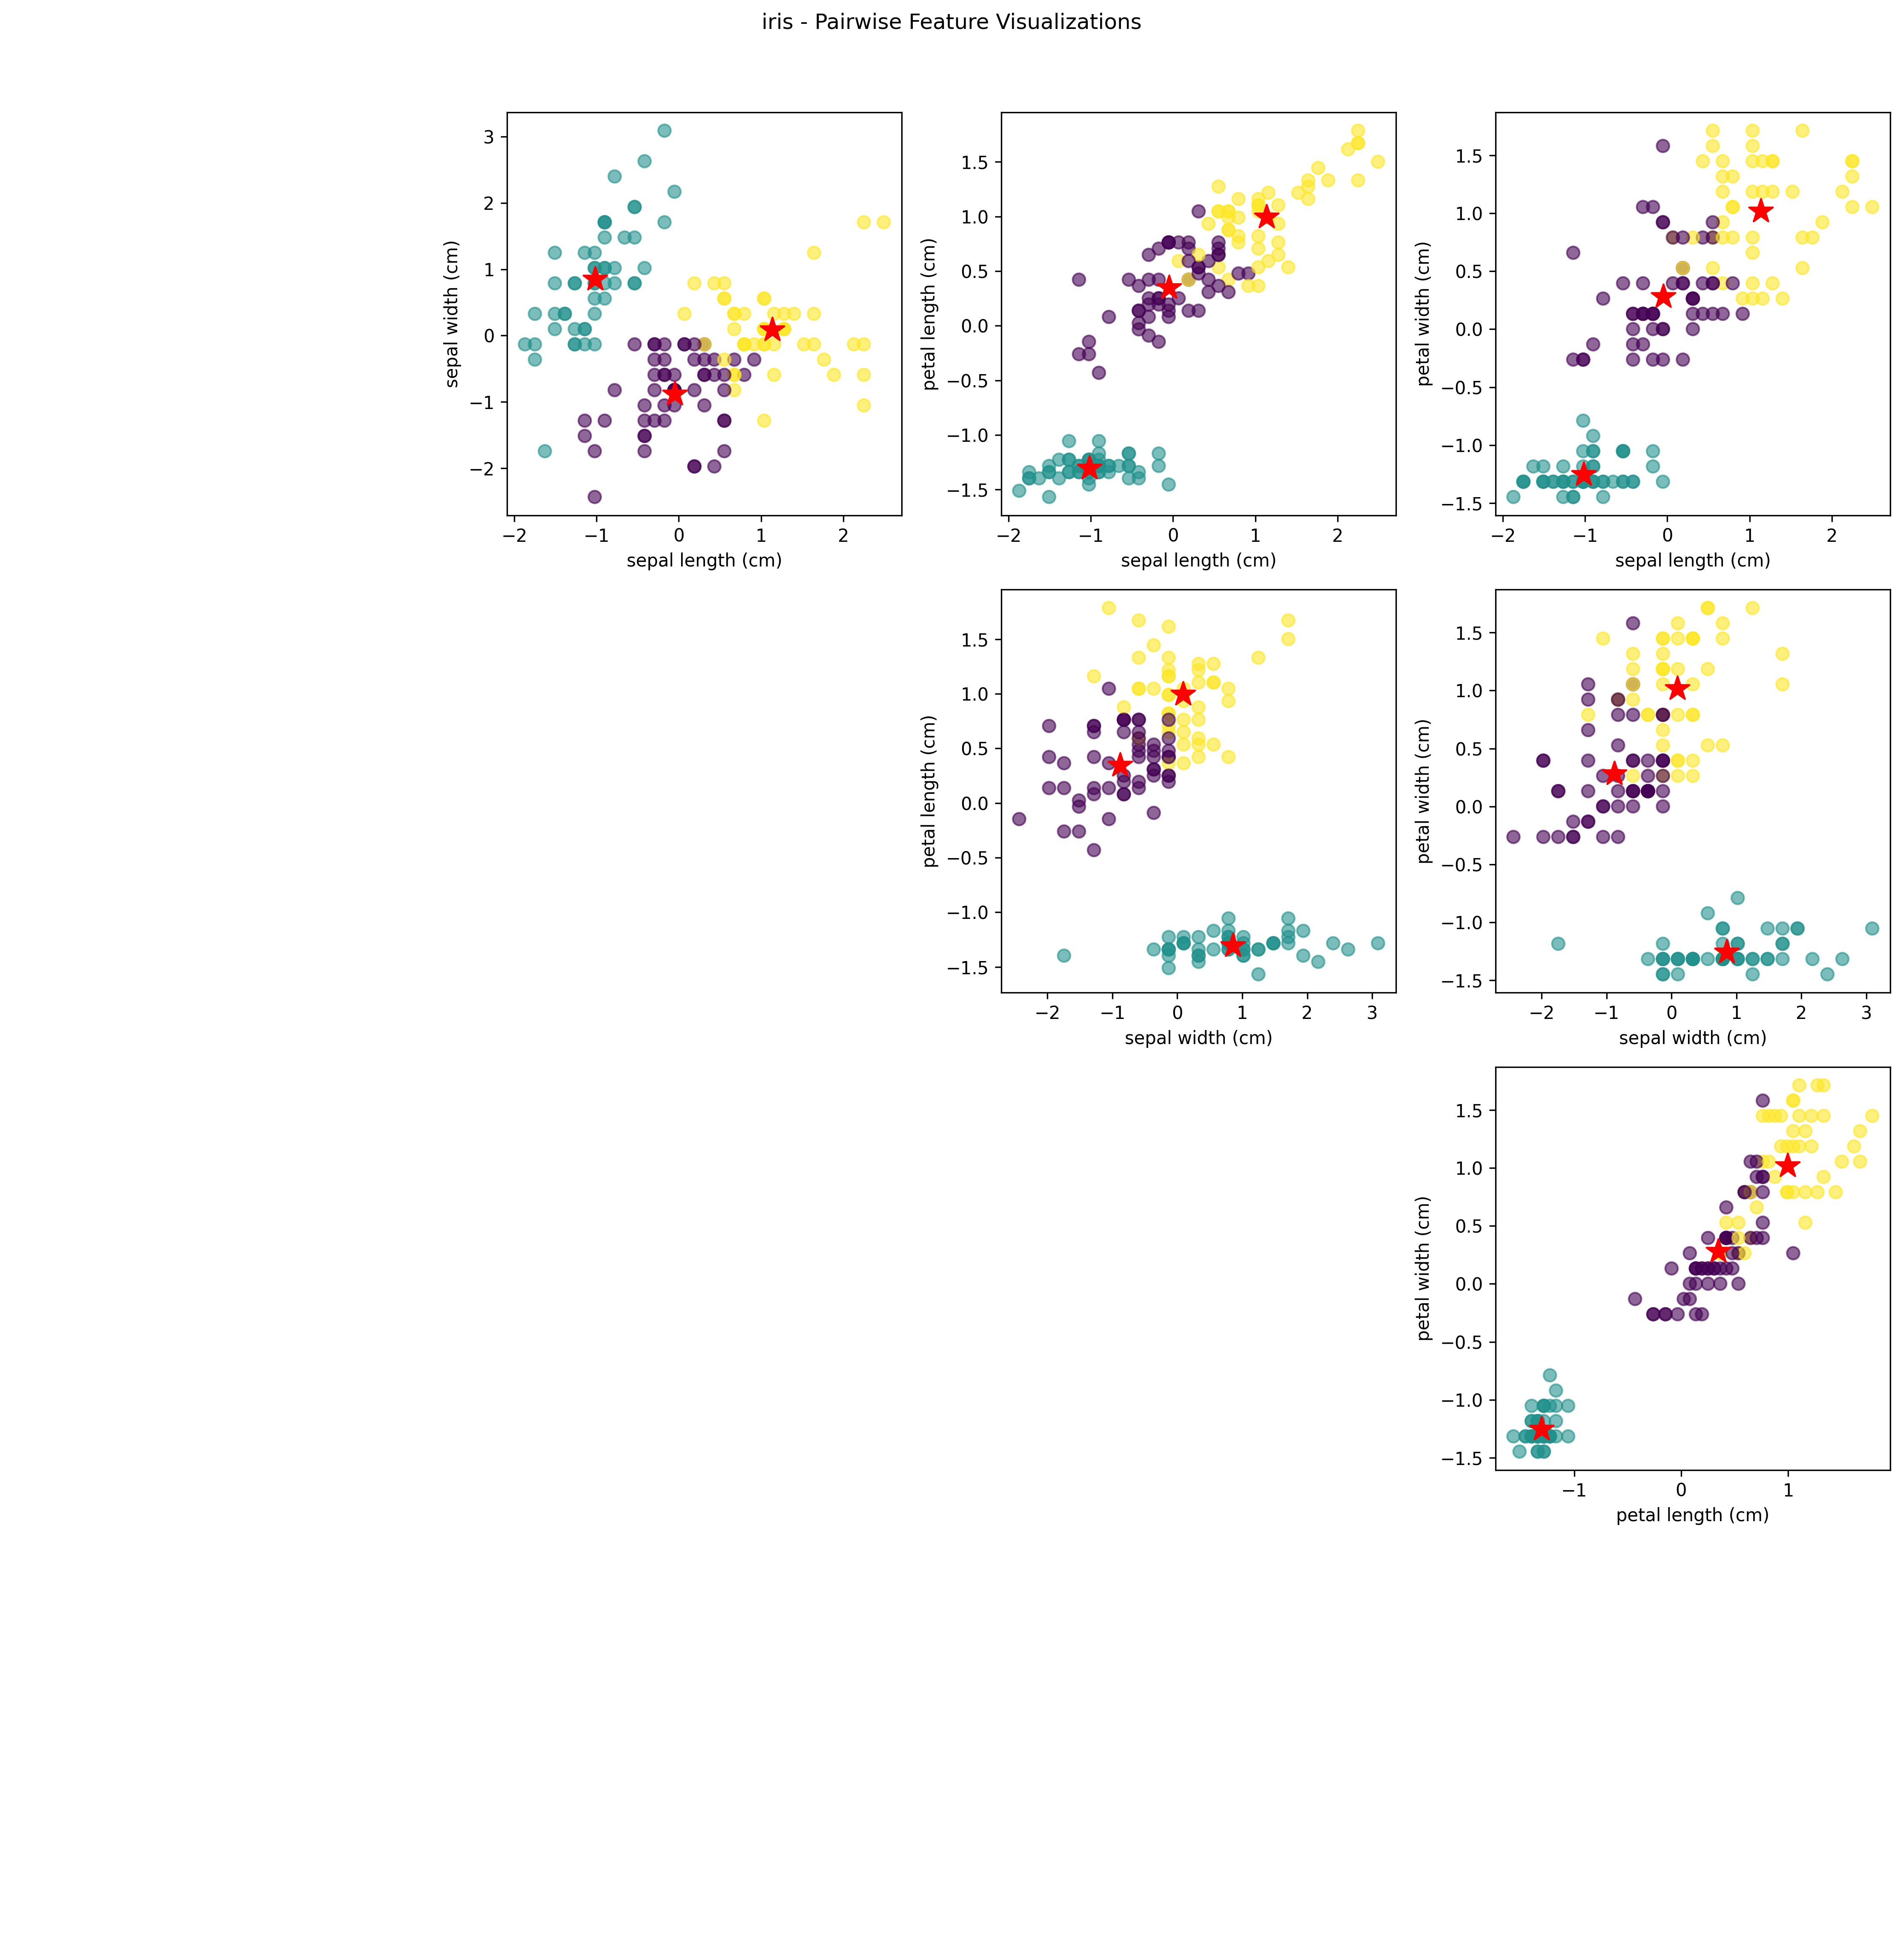 iris - Pairwise Feature Visualizations
sepal width (cm)
3
2
1
0
−1
−2
−2 −1 0 1 2
sepal length (cm)
petal length (cm)
1.5
1.0
0.5
0.0
−0.5
−1.0
−1.5
−2 −1 0 1 2
sepal length (cm)
petal width (cm)
1.5
1.0
0.5
0.0
−0.5
−1.0
−1.5
−2 −1 0 1 2
sepal length (cm)
petal length (cm)
1.5
1.0
0.5
0.0
−0.5
−1.0
−1.5
−2 −1 0 1 2 3
sepal width (cm)
petal width (cm)
1.5
1.0
0.5
0.0
−0.5
−1.0
−1.5
−2 −1 0 1 2 3
sepal width (cm)
petal width (cm)
1.5
1.0
0.5
0.0
−0.5
−1.0
−1.5
−1 0 1
petal length (cm)